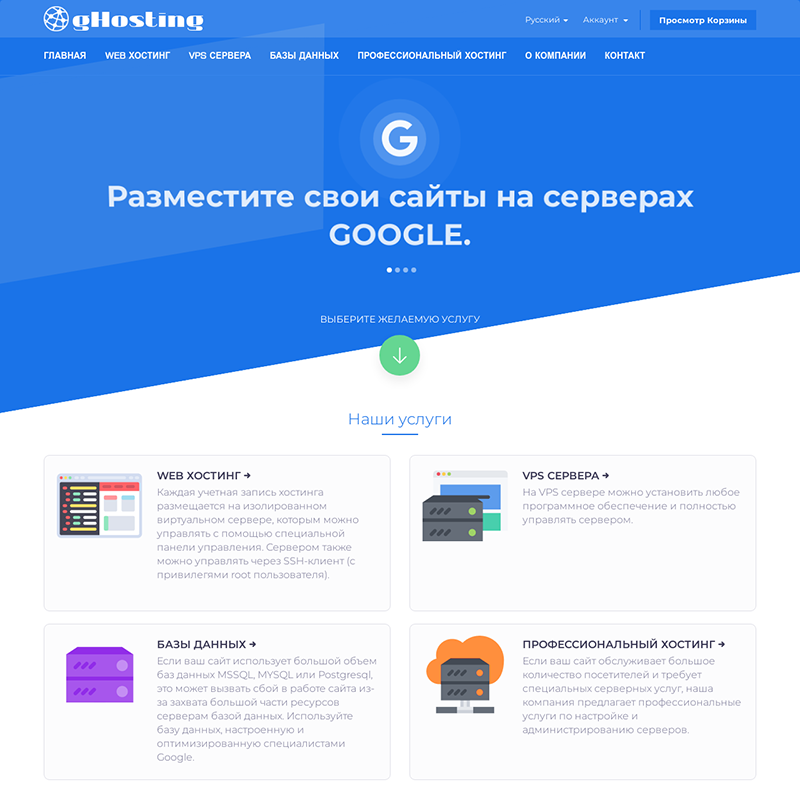 gHosting
Русский
Аккаунт
Просмотр Корзины
ГЛАВНАЯ WEB ХОСТИНГ VPS СЕРВЕРА БАЗЫ ДАННЫХ ПРОФЕССИОНАЛЬНЫЙ ХОСТИНГ О КОМПАНИИ КОНТАКТ
G
Разместите свои сайты на серверах
GOOGLE.
ВЫБЕРИТЕ ЖЕЛАЕМУЮ УСЛУГУ
Наши услуги
WEB ХОСТИНГ
Каждая учетная запись хостинга
размещается на изолированном
виртуальном сервере, которым можно
управлять с помощью специальной
панели управления. Сервером также
можно управлять через SSH-клиент (с
привилегями root пользователя).
VPS СЕРВЕРА
На VPS сервере можно установить любое
программное обеспечение и полностью
управлять сервером.
БАЗЫ ДАННЫХ
Если ваш сайт использует большой объем
баз данных MSSQL, MYSQL или Postgresql,
это может вызвать сбой в работе сайта из-
за захвата большой части ресурсов
серверам базой данных. Используйте
базу данных, настроенную и
оптимизированную специалистами
Google.
ПРОФЕССИОНАЛЬНЫЙ ХОСТИНГ
Если ваш сайт обслуживает большое
количество посетителей и требует
специальных серверных услуг, наша
компания предлагает профессиональные
услуги по настройке и
администрированию серверов.